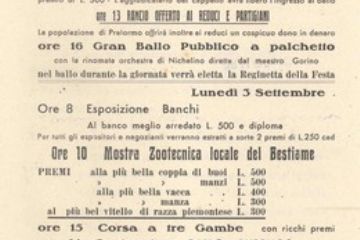 premio di L. 500 - L'aggiudicatario del cappello avrà libero l'ingresso al ballo
ore 13 RANCIO OFFERTO AI REDUCI E PARTIGIANI
La popolazione di Pralormo offrirà inoltre ai reduci un cospicuo dono in denaro
ore 16 Gran Ballo Pubblico a palchetto
con la rinomata orchestra di Nichelino diretta dal maestro Gorino
nel ballo durante la giornata verrà eletta la Reginetta della Festa
Lunedì 3 Settembre
Ore 8 Esposizione Banchi
Al banco meglio arredato L. 500 e diploma
Per tutti gli espositori e negozianti verranno estratti a sorte 2 premi di L.250 cad
Ore 10 Mostra Zootecnica locale del Bestiame
PREMI alla più bella coppia di buoi L. 500
» » manzi L. 500
alla più bella vacca L. 400
» » manza L. 300
al più bel vitello di razza piemontese L. 300
ore 15 Corsa a tre Gambe con ricchi premi